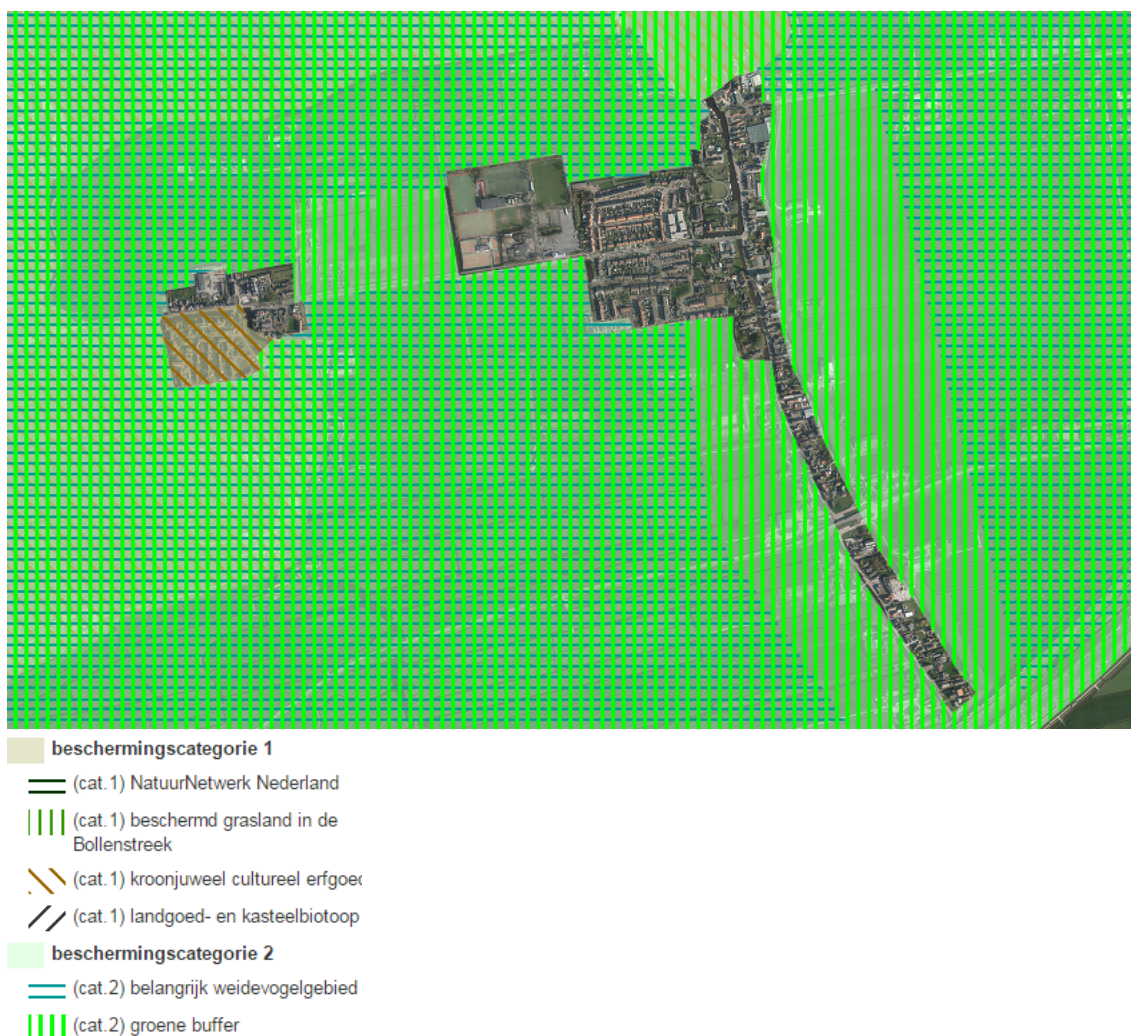 beschermingscategorie 1
(cat.1) NatuurNetwerk Nederland
(cat.1) beschermd grasland in de
Bollenstreek
(cat.1) kroonjuweel cultureel erfgoed
(cat.1) landgoed- en kasteelbiotoop
beschermingscategorie 2
(cat.2) belangrijk weidevogelgebied
(cat.2) groene buffer